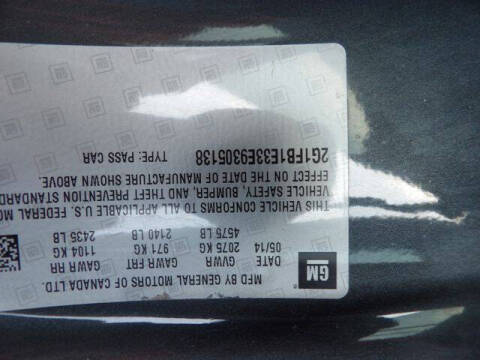 GM
MFD BY GENERAL MOTORS OF CANADA LTD.
DATE GVWR GAWR FRT GAWR RR
05/14 2075 KG 971 KG 1104 KG
4575 LB 2140 LB 2435 LB
THIS VEHICLE CONFORMS TO ALL APPLICABLE U.S. FEDERAL MO
VEHICLE SAFETY, BUMPER, AND THEFT PREVENTION STANDARD
EFFECT ON THE DATE OF MANUFACTURE SHOWN ABOVE.
2G1FB1E33E9305138 TYPE: PASS CAR